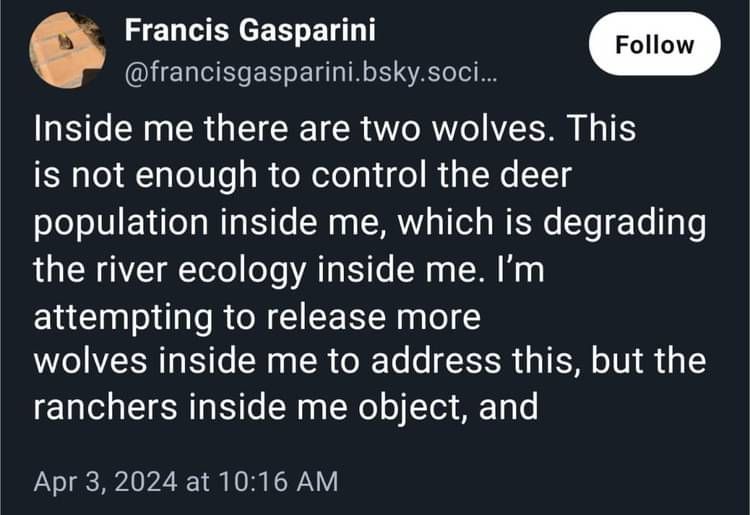 Francis Gasparini
@francisgasparini.bsky.soci...
Follow
Inside me there are two wolves. This
is not enough to control the deer
population inside me, which is degrading
the river ecology inside me. I'm
attempting to release more
wolves inside me to address this, but the
ranchers inside me object, and
Apr 3, 2024 at 10:16 AM